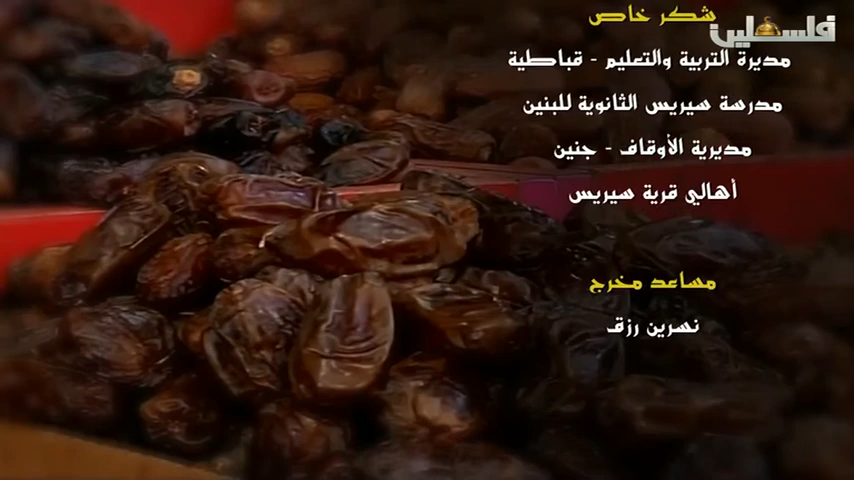 شكر خاص
فلسطين
مديرة التربية والتعليم - قباطية
مدرسة سيريس الثانوية للبنين
مديرية الأوقاف - جنين
أهالي قرية سيريس
مساعد مخرج
نسرين رزق